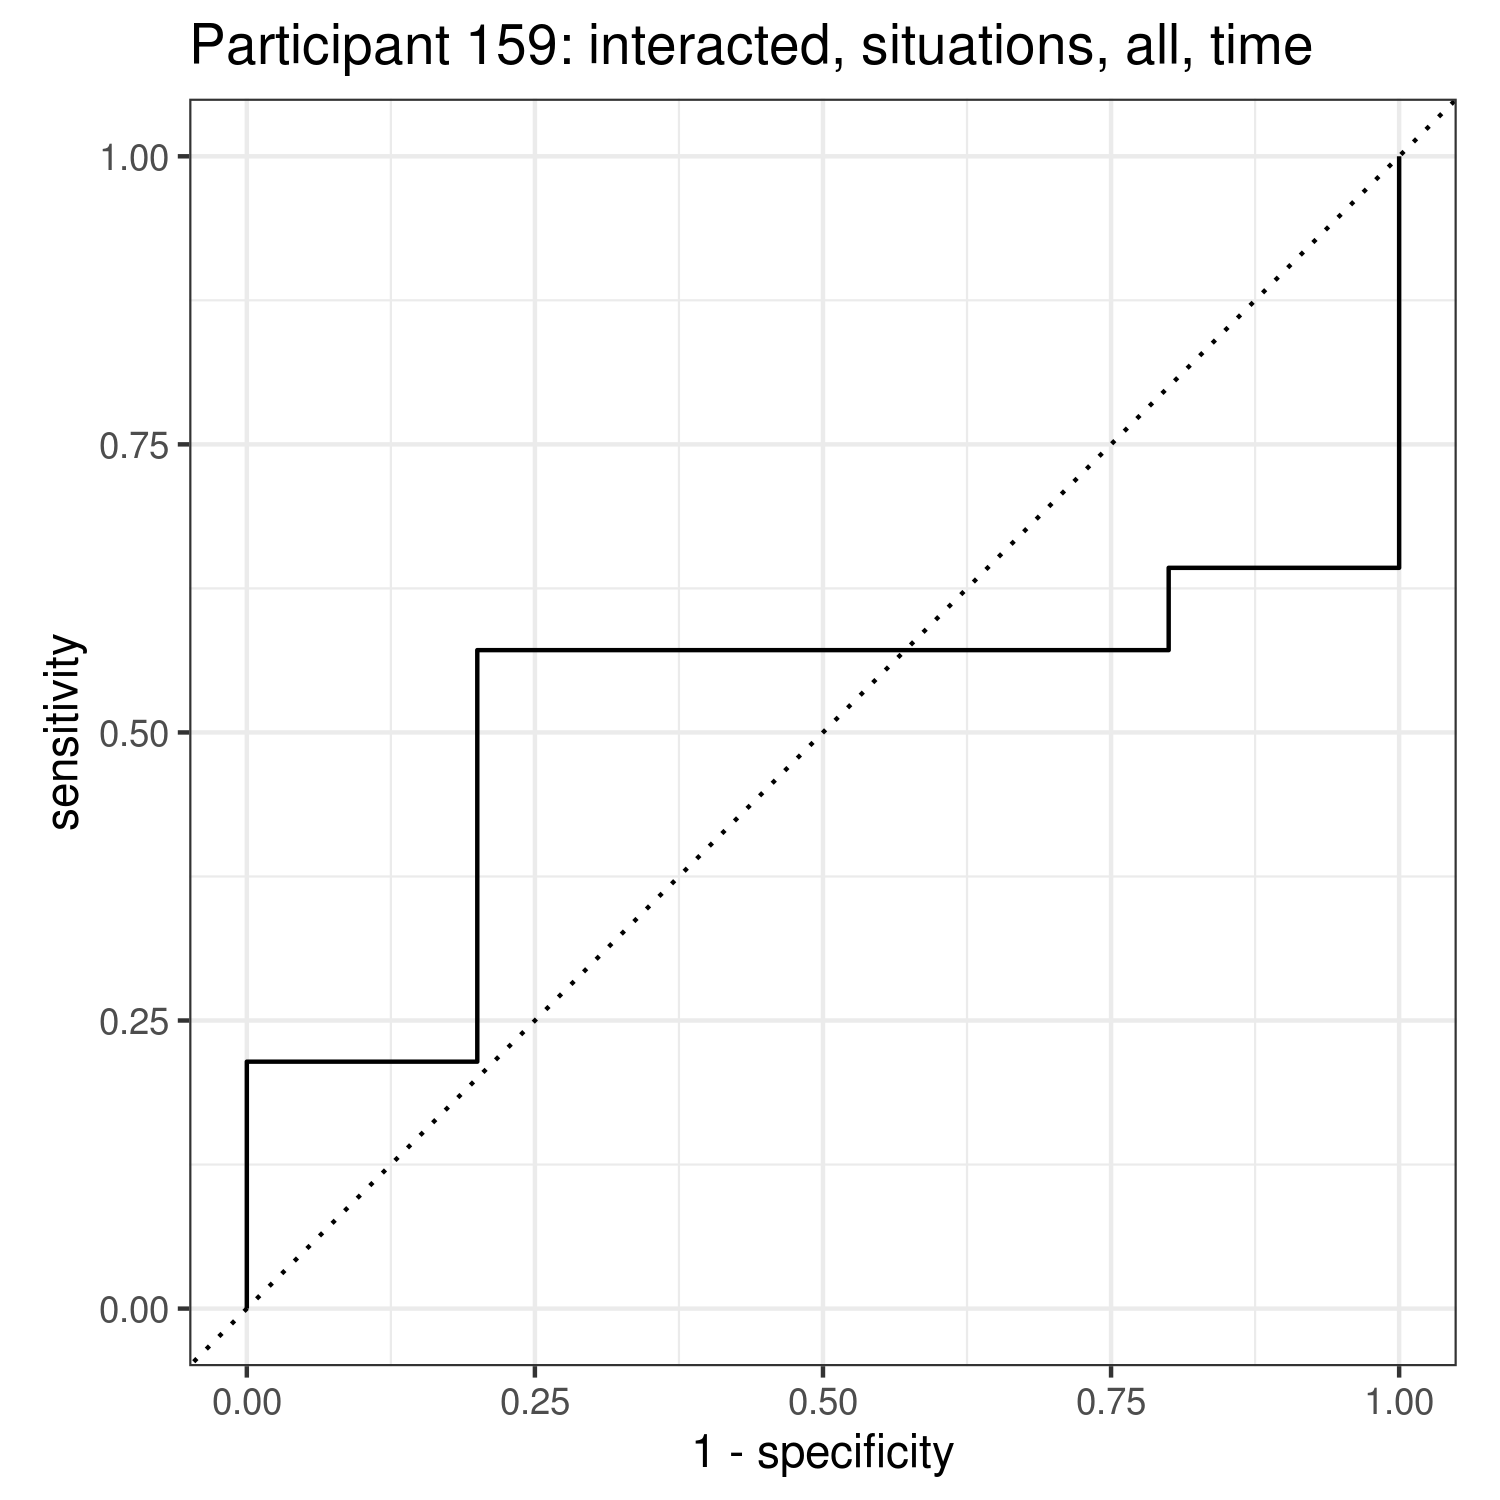 Participant 159: interacted, situations, all, time
1.00
0.75
0.50
0.25
0.00
sensitivity
0.00 0.25 0.50 0.75 1.00
1 - specificity